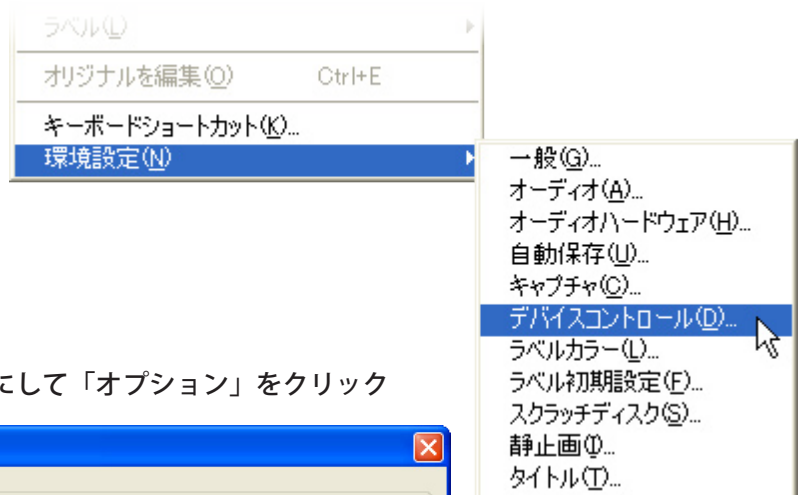 ラベル(L)
オリジナルを編集(O) Ctrl+E
キーボードショートカット(K)...
環境設定(N)
一般(G)...
オーディオ(A)...
オーディオハードウェア(H)...
自動保存(U)...
キャプチャ(C)...
デバイスコントロール(D)...
ラベルカラー(L)...
ラベル初期設定(F)...
スクラッチディスク(S)...
静止画(I)...
タイトル(T)...
にして「オプション」をクリック